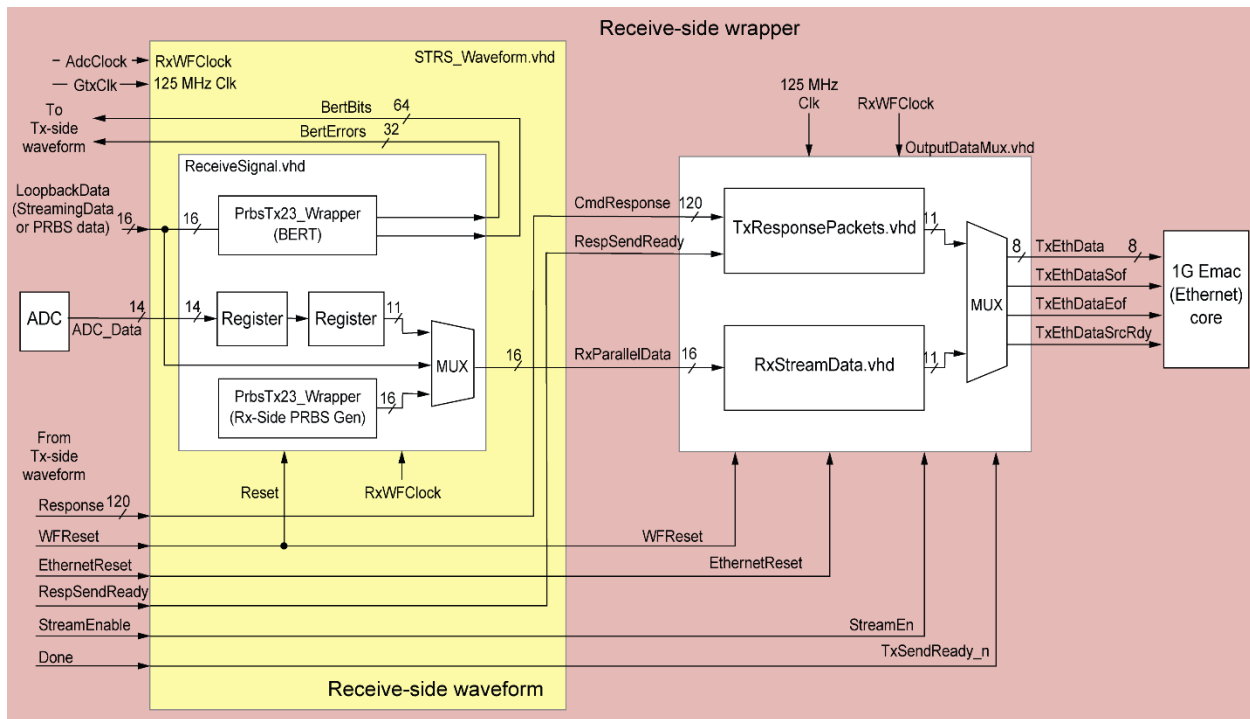 Receive-side wrapper
AdcClock
RxWFClock
STRS_Waveform.vhd
GtxClk
125 MHz Clk
To
Tx-side
waveform
BertBits
64
BertErrors
32
125 MHz
Clk
RxWFClock
OutputDataMux.vhd
ReceiveSignal.vhd
LoopbackData
(StreamingData
or PRBS data)
16
16
PrbsTx23_Wrapper
(BERT)
CmdResponse
120
RespSendReady
TxResponsePackets.vhd
11
ADC
14
ADC_Data
14
Register
Register
11
MUX
16
RxParallelData
16
RxStreamData.vhd
11
MUX
8
TxEthData
8
TxEthDataSof
TxEthDataEof
TxEthDataSrcRdy
1G Emac
(Ethernet)
core
PrbsTx23_Wrapper
(Rx-Side PRBS Gen)
16
From
Tx-side
waveform
Reset
RxWFClock
Response
120
WFReset
WFReset
EthernetReset
EthernetReset
RespSendReady
StreamEnable
StreamEn
Done
TxSendReady_n
Receive-side waveform